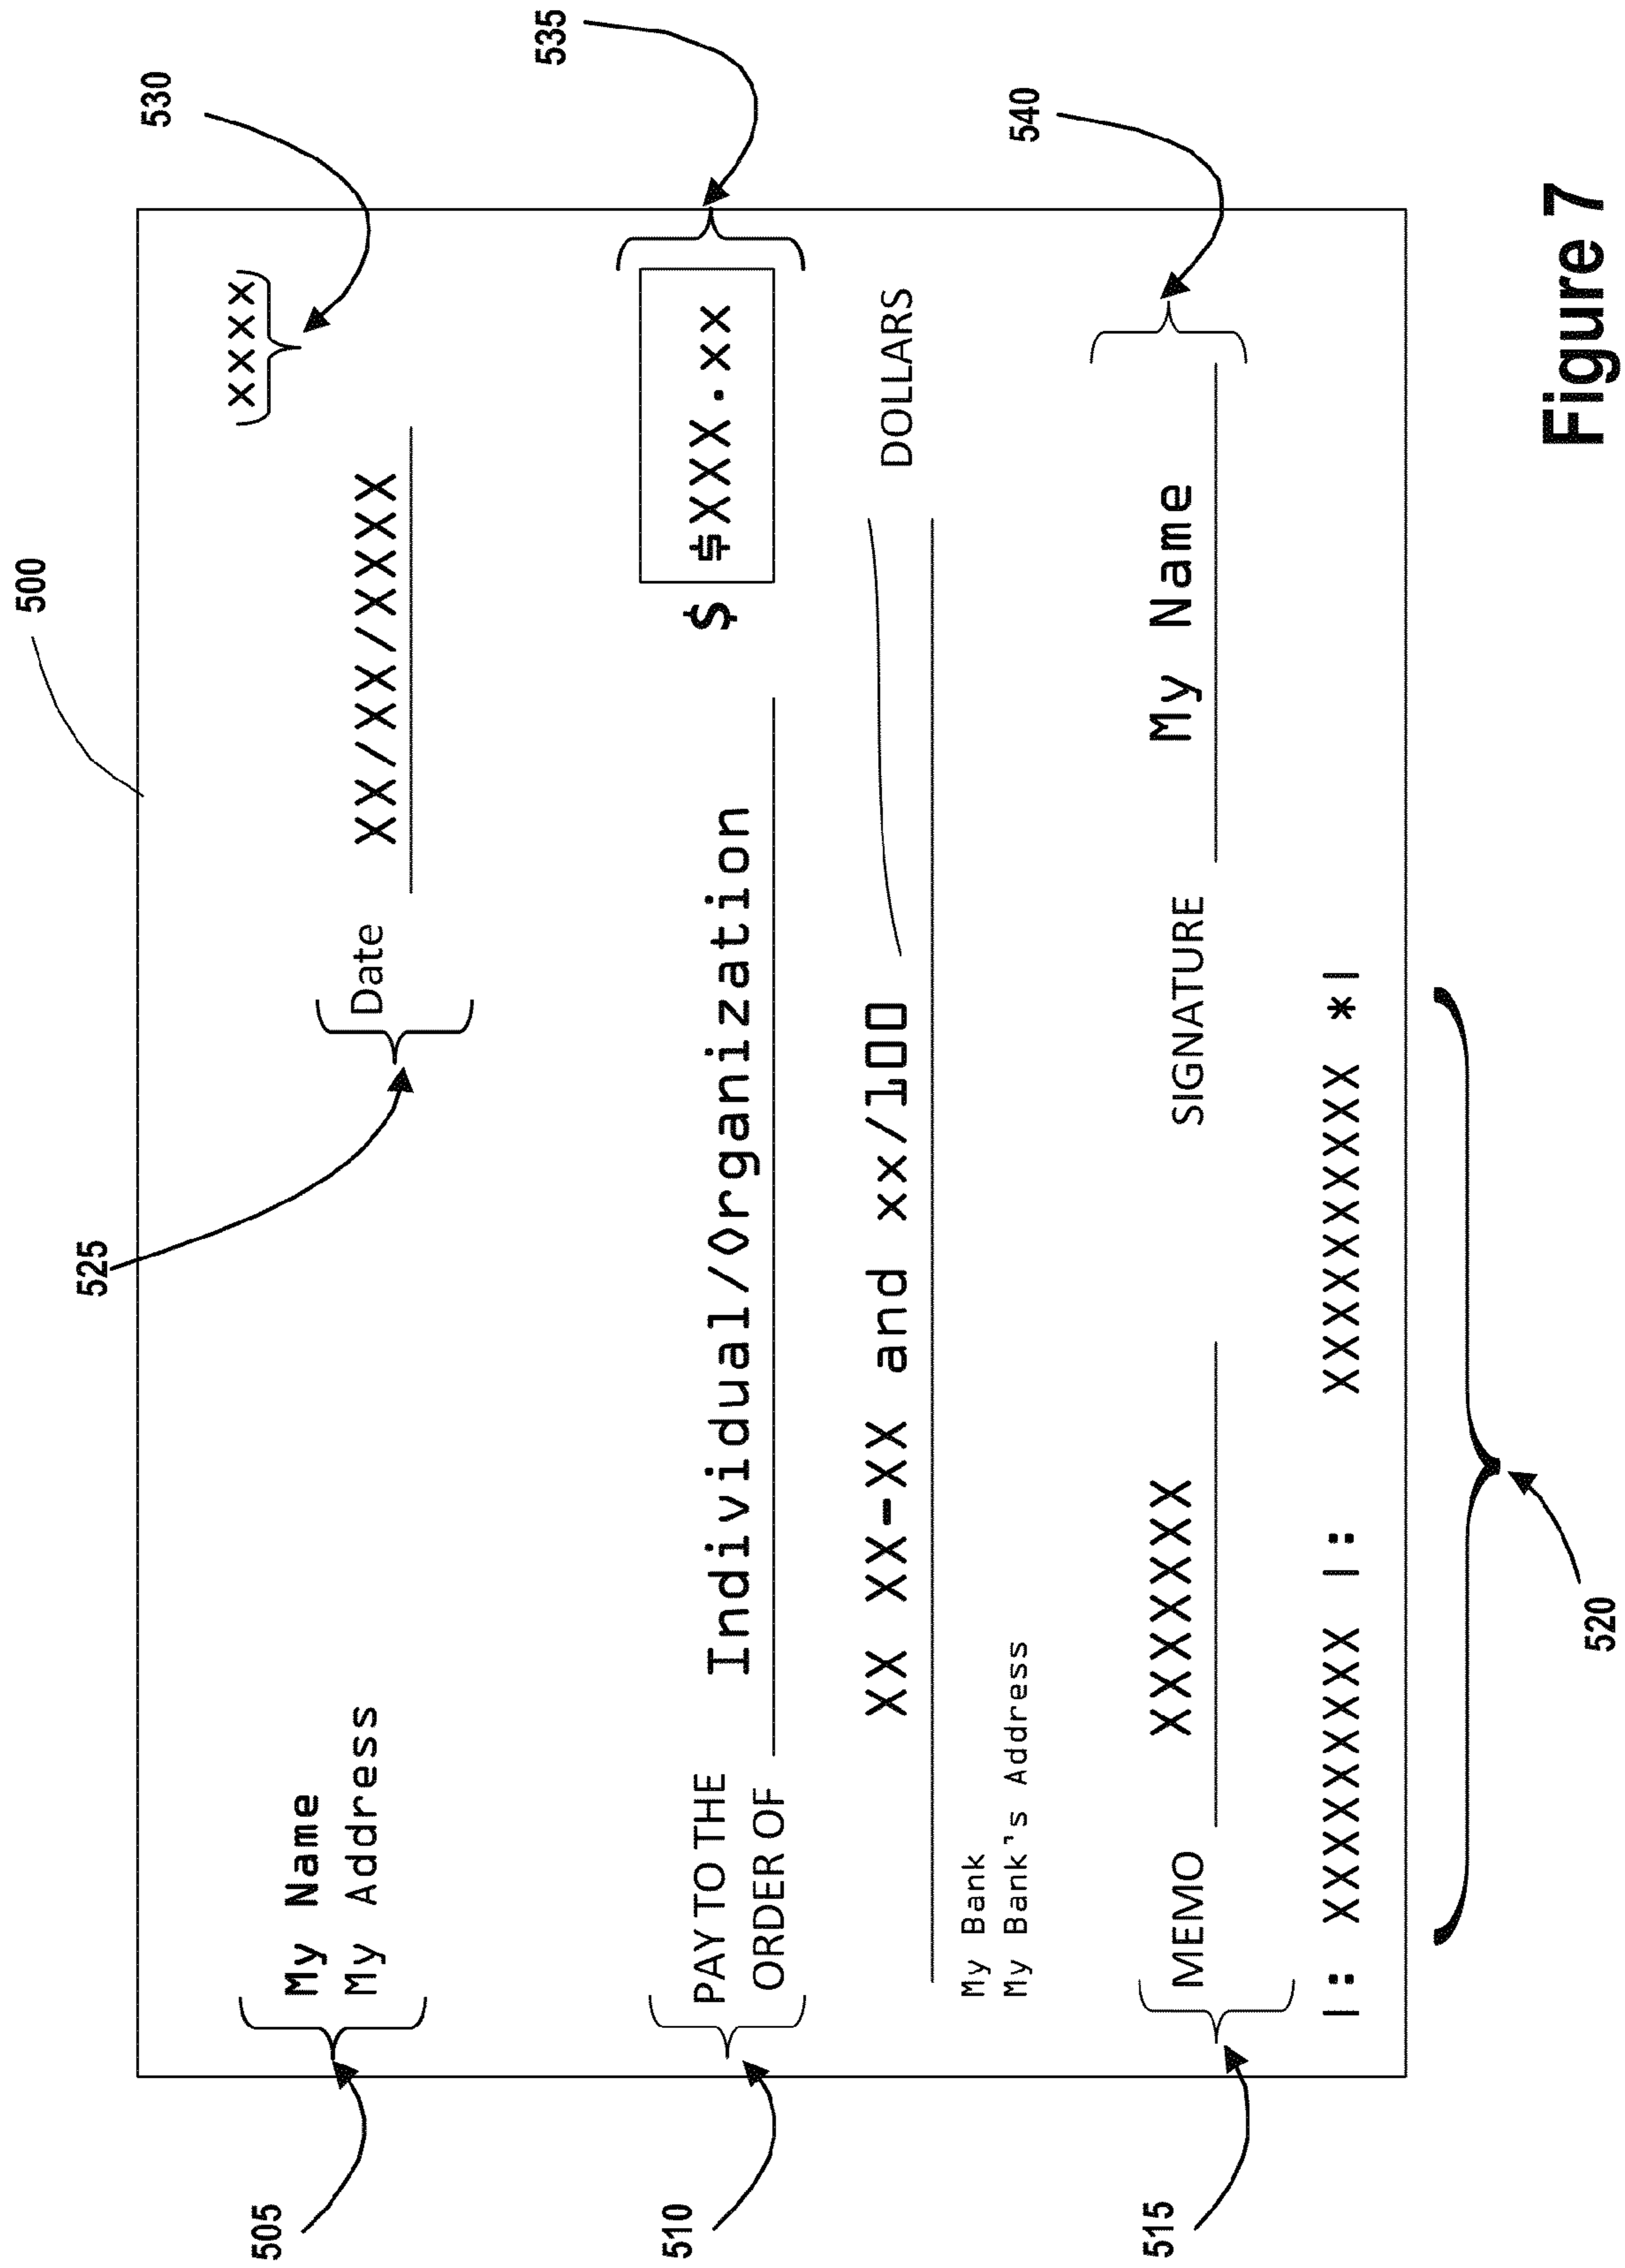 500
530
525
535
505
My Name
My Address
xxxx
Date XX/XX/XXXX
510
PAY TO THE
ORDER OF Individual/Organization $ $XXX.xx
XX XX-XX and xx/100 DOLLARS
My Bank
My Bank's Address
540
515
MEMO XXXXXXX SIGNATURE My Name
|: XXXXXXXXX |: XXXXXXXXXX *|
520
Figure 7